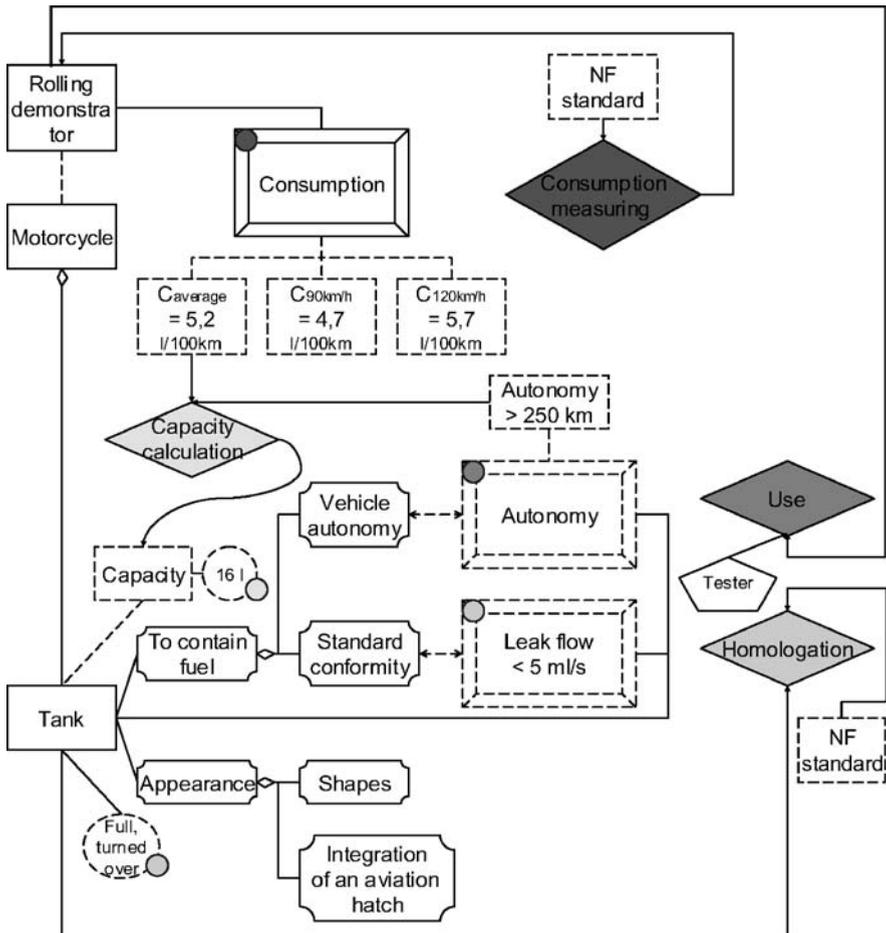 Rolling
demonstra
tor
NF
standard
Consumption
Consumption
measuring
Motorcycle
Caverage
= 5,2
l/100km
C90km/h
= 4,7
l/100km
C120km/h
= 5,7
l/100km
Autonomy
> 250 km
Capacity
calculation
Vehicle
autonomy
Autonomy
Use
Capacity
16 l
Tester
To contain
fuel
Standard
conformity
Leak flow
< 5 ml/s
Homologation
Tank
NF
standard
Appearance
Shapes
Full,
turned
over
Integration
of an aviation
hatch